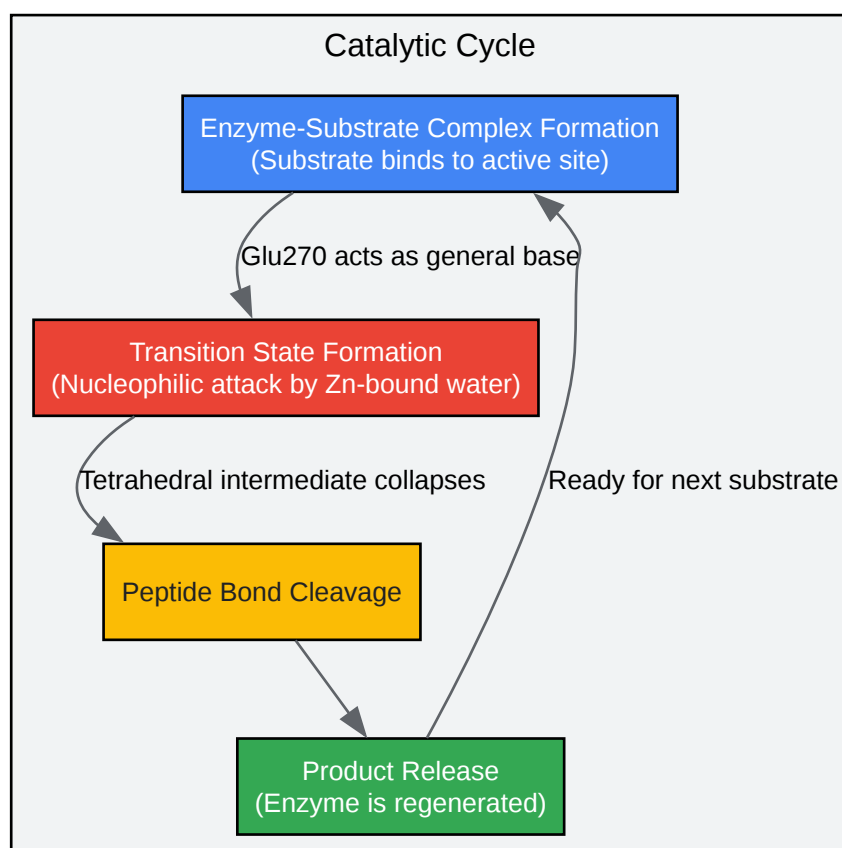 Catalytic Cycle
Enzyme-Substrate Complex Formation
(Substrate binds to active site)
Glu270 acts as general base
Transition State Formation
(Nucleophilic attack by Zn-bound water)
Tetrahedral intermediate collapses
Ready for next substrate
Peptide Bond Cleavage
Product Release
(Enzyme is regenerated)